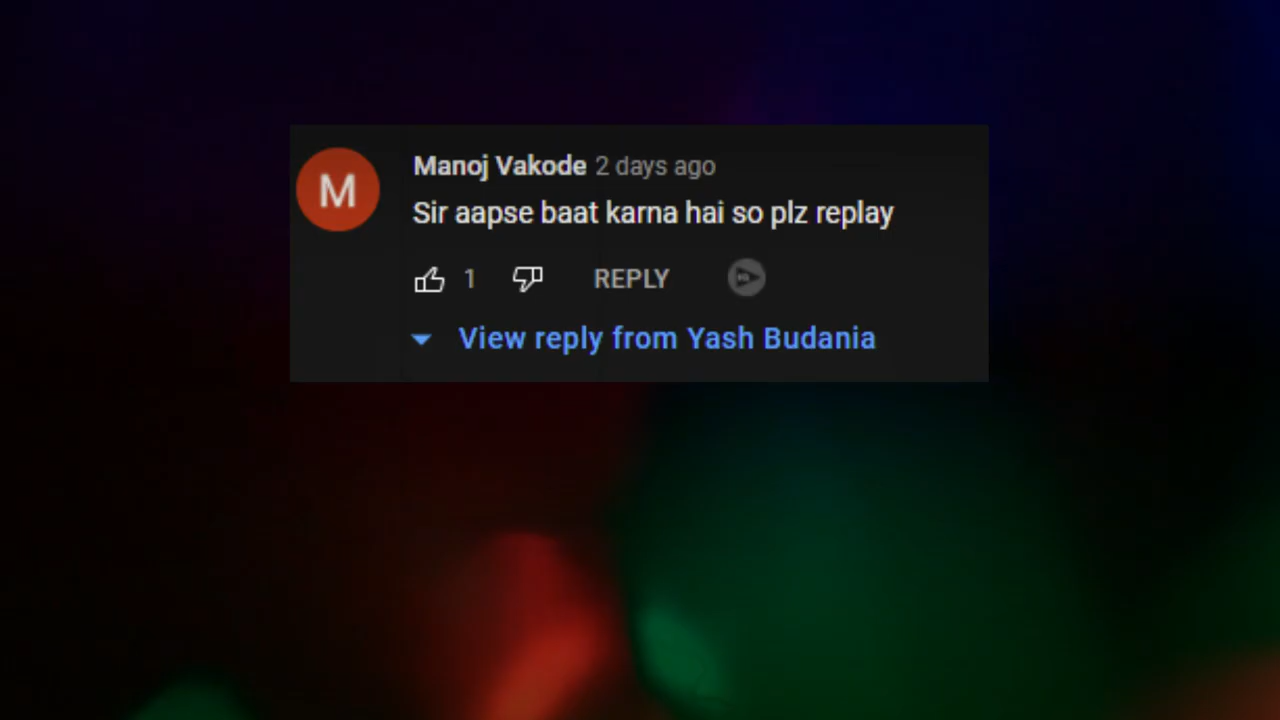 M
Manoj Vakode 2 days ago
Sir aapse baat karna hai so plz replay
1 REPLY
View reply from Yash Budania